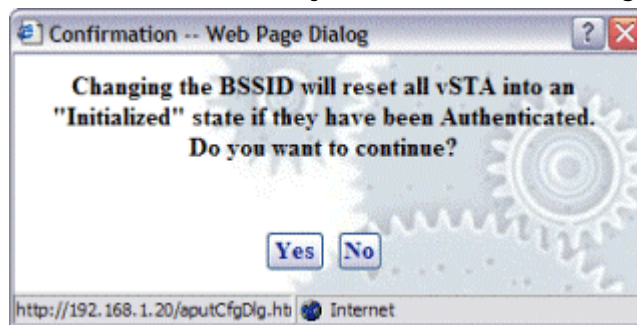 Confirmation -- Web Page Dialog
Changing the BSSID will reset all vSTA into an
"Initialized" state if they have been Authenticated.
Do you want to continue?
Yes No
http://192.168.1.20/aputCfgDlg.ht Internet